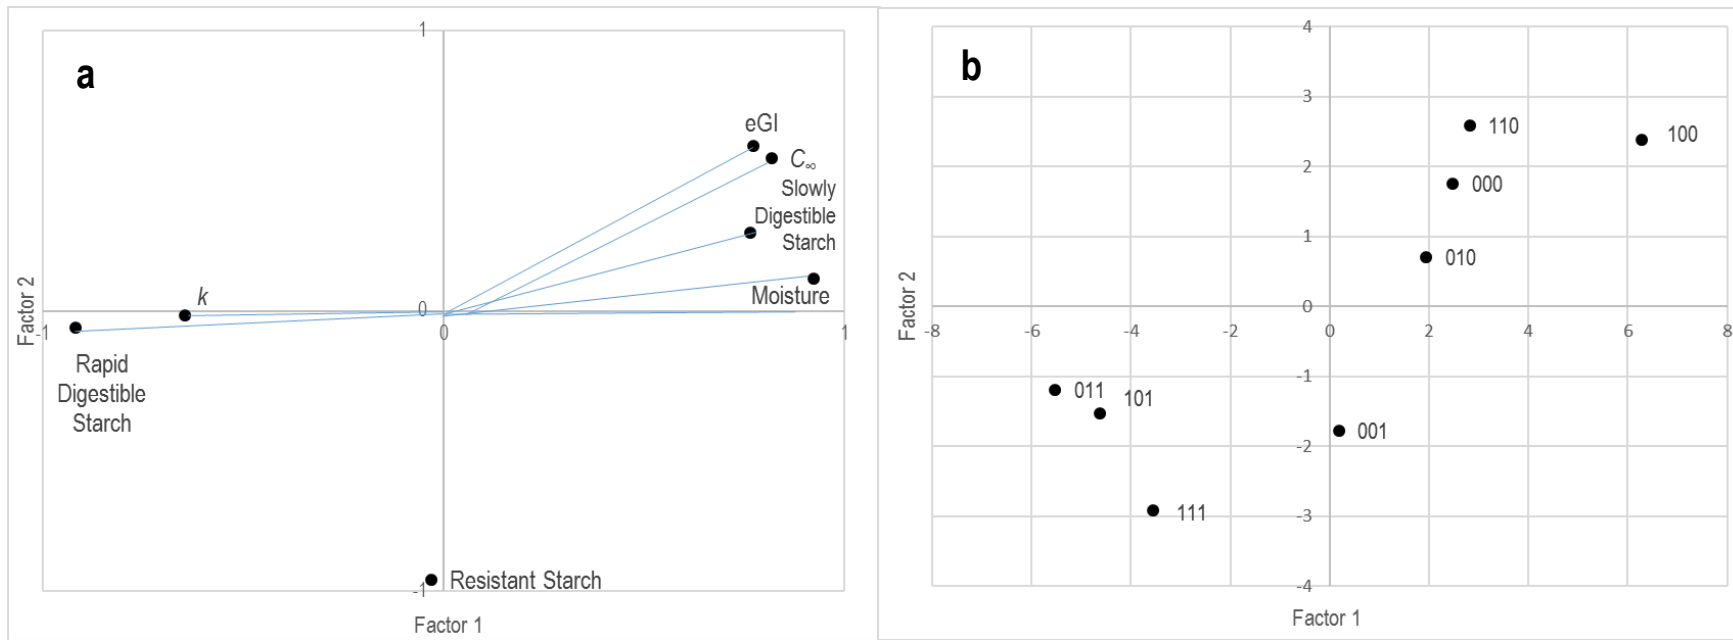 a
1
eGI
C∞
Slowly
Digestible
Starch
Moisture
k
0
-1
0
1
Rapid
Digestible
Starch
-1
Resistant Starch
Factor 2
Factor 1
b
4
3
2
1
0
-1
-2
-3
-4
-8
-6
-4
-2
0
2
4
6
8
110
100
000
010
011
101
001
111
Factor 2
Factor 1